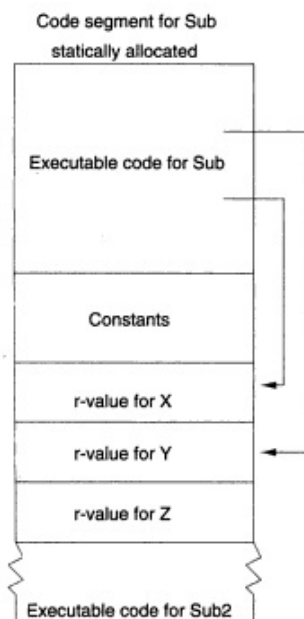 Code segment for Sub
statically allocated
Executable code for Sub
Constants
r-value for X
r-value for Y
r-value for Z
Executable code for Sub2